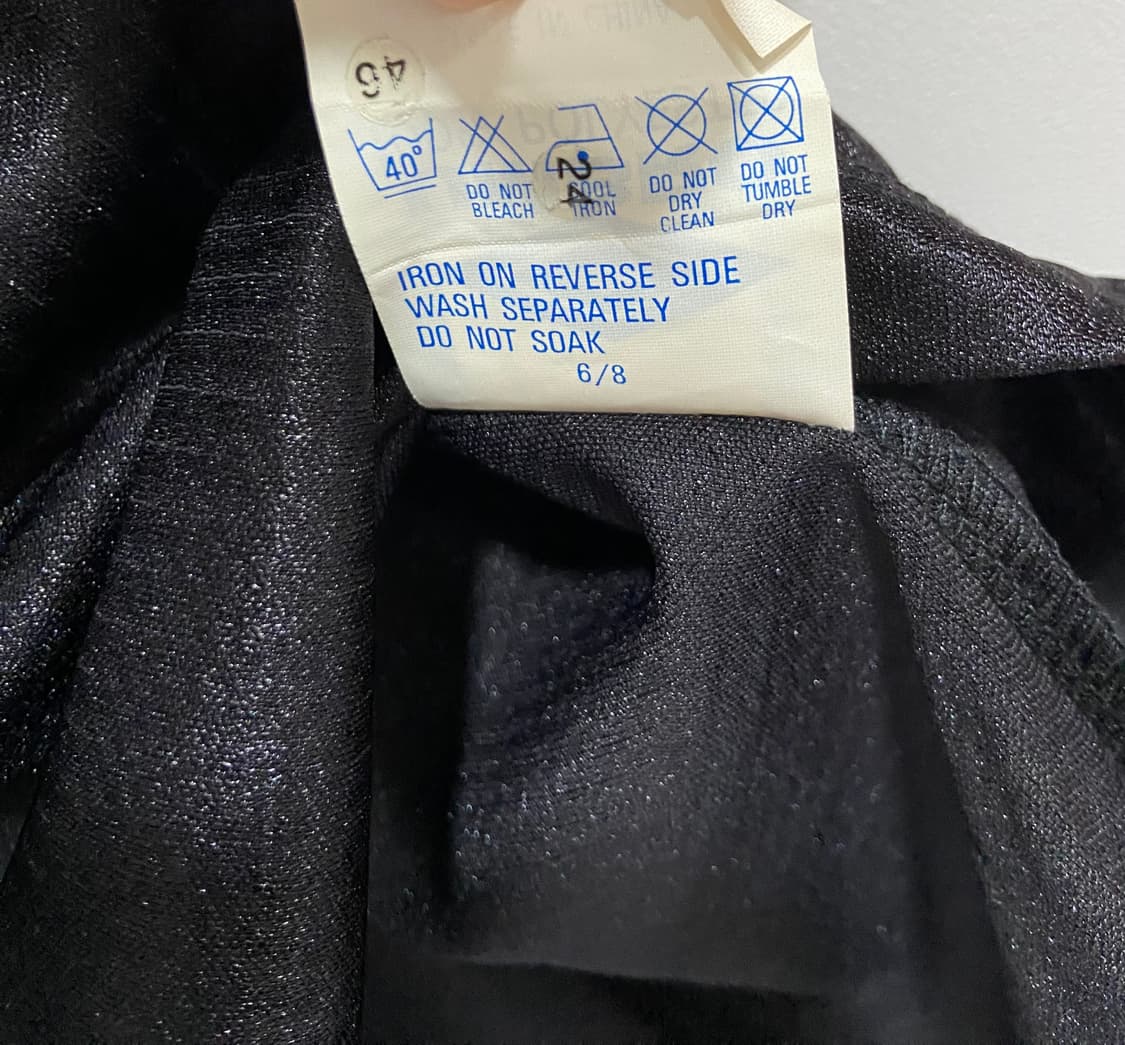 46
40°
DO NOT BLEACH
24
COOL IRON
DO NOT DRY CLEAN
DO NOT TUMBLE DRY
IRON ON REVERSE SIDE
WASH SEPARATELY
DO NOT SOAK
6/8